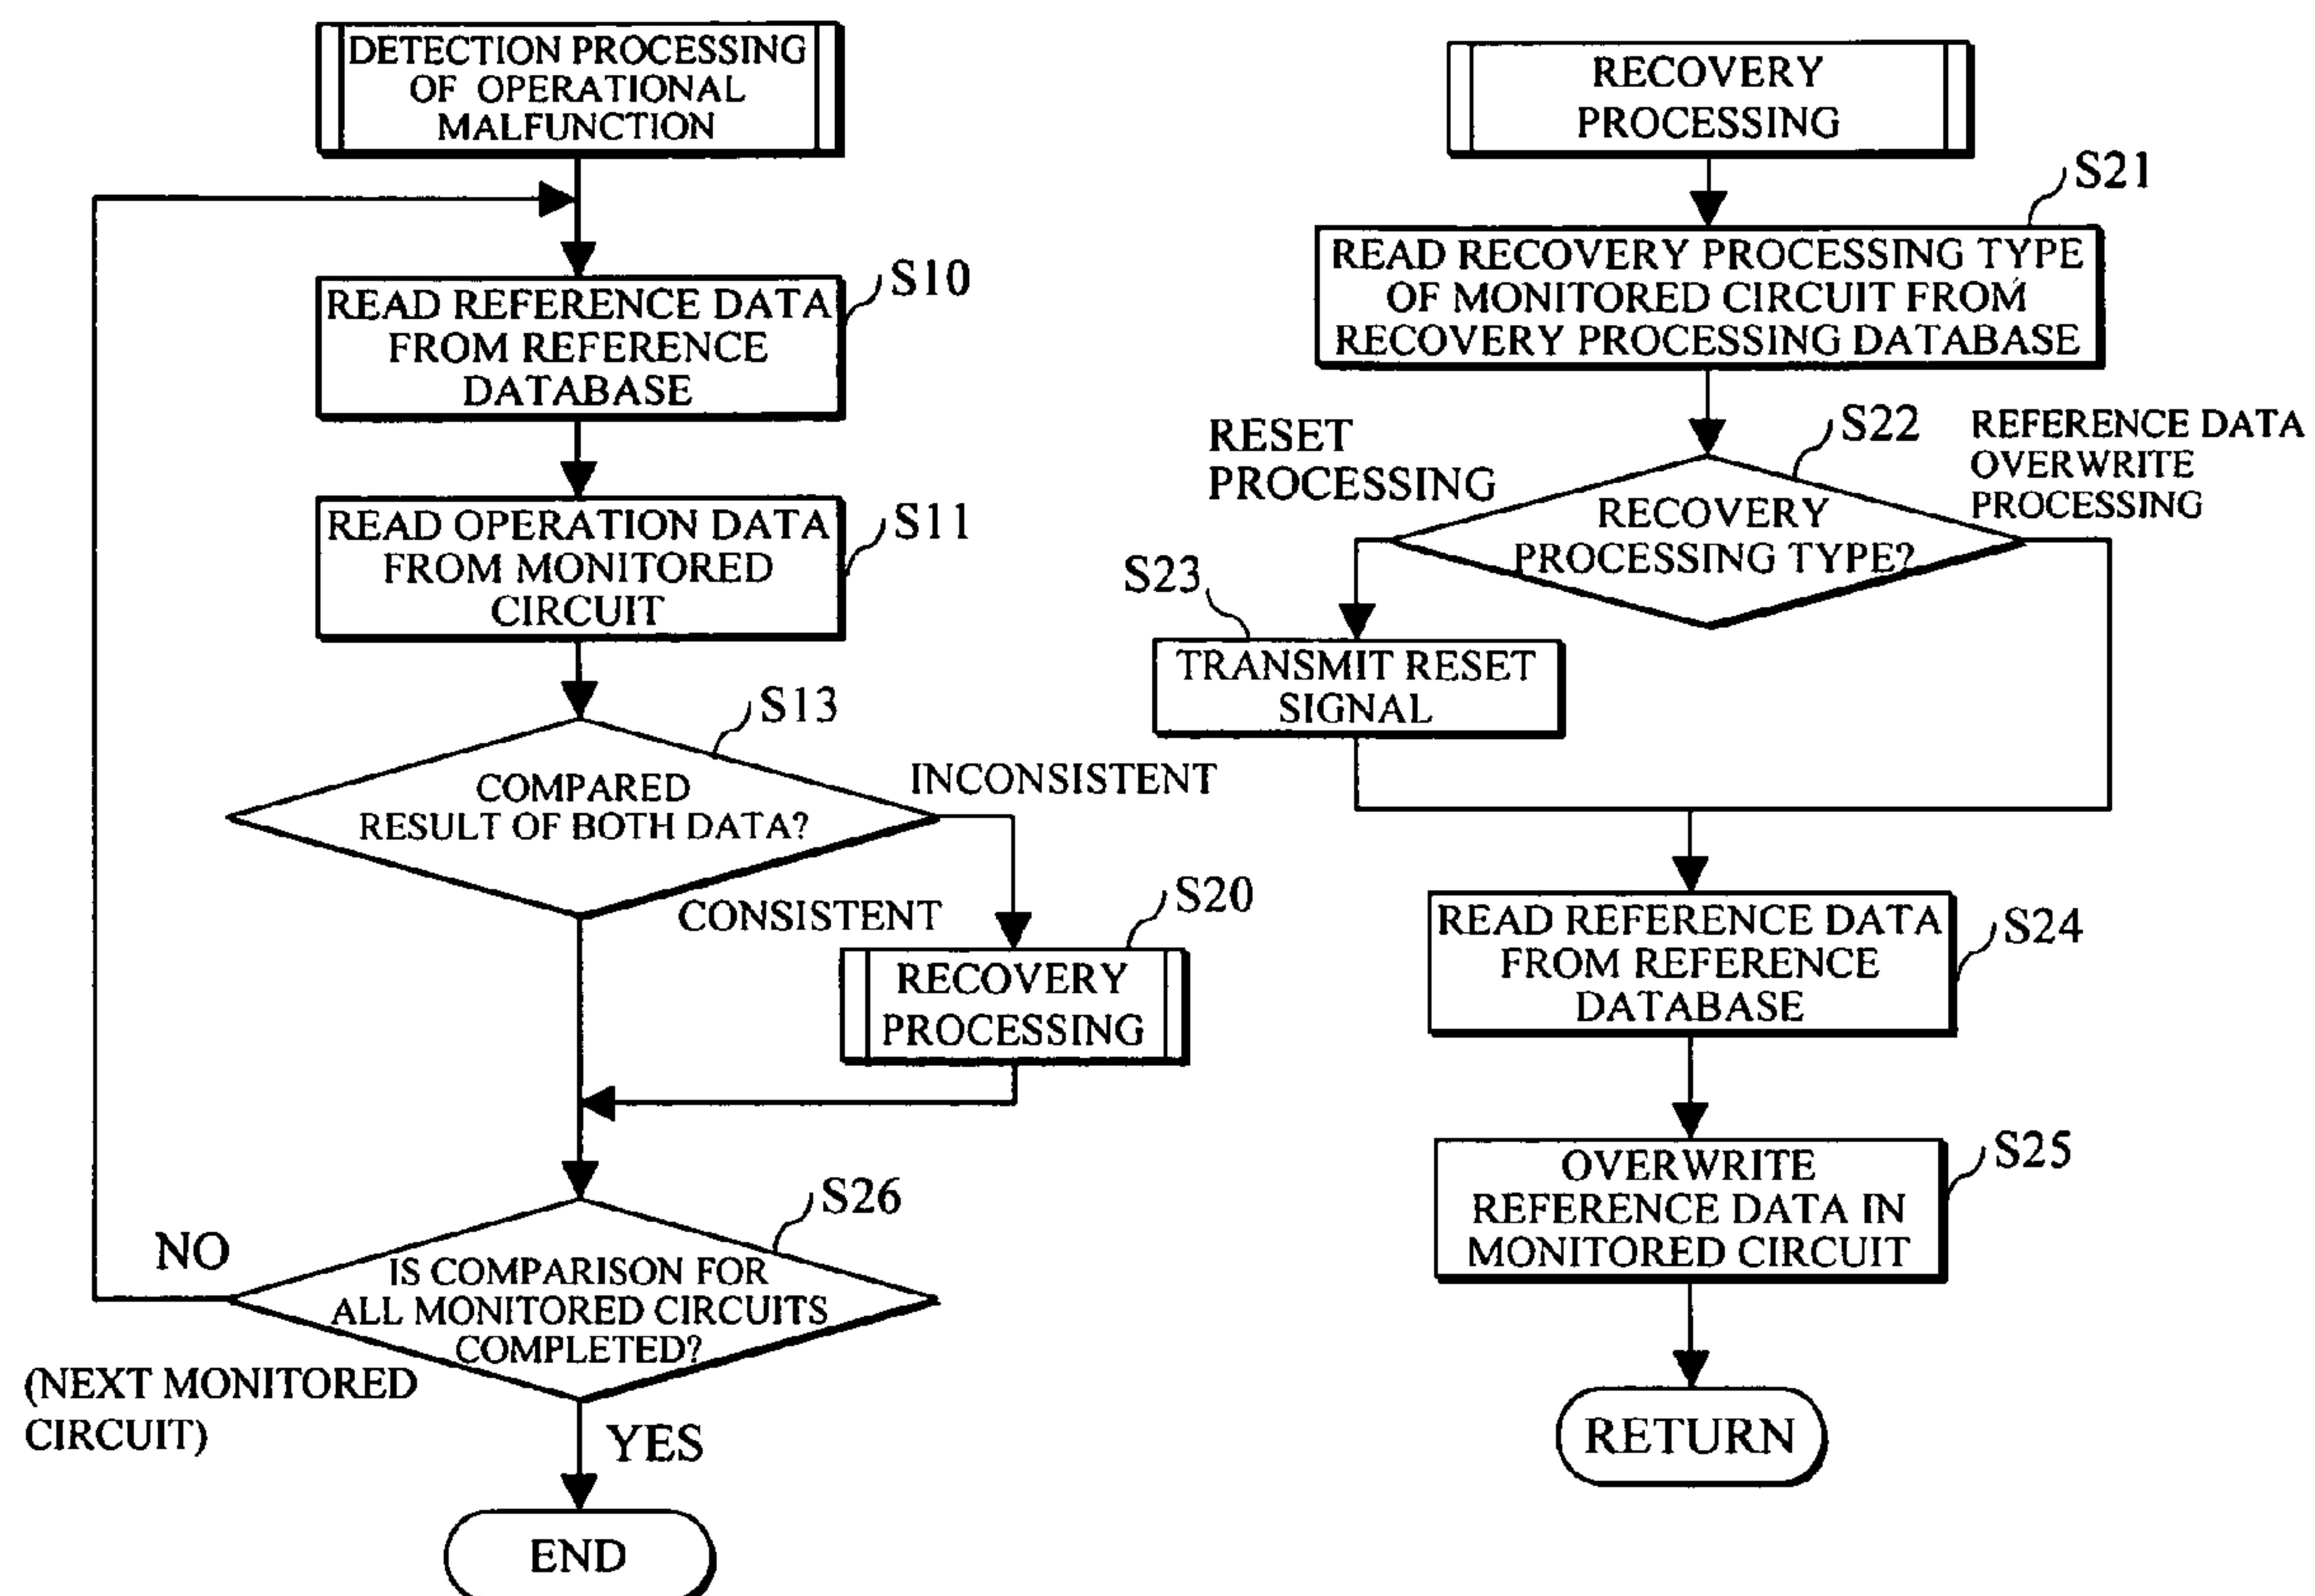 DETECTION PROCESSING
OF OPERATIONAL
MALFUNCTION
S10
READ REFERENCE DATA
FROM REFERENCE
DATABASE
S11
READ OPERATION DATA
FROM MONITORED
CIRCUIT
S13
COMPARED
RESULT OF BOTH DATA?
INCONSISTENT
CONSISTENT
S20
RECOVERY
PROCESSING
S26
NO
IS COMPARISON FOR
ALL MONITORED CIRCUITS
COMPLETED?
(NEXT MONITORED
CIRCUIT)
YES
END
RECOVERY
PROCESSING
S21
READ RECOVERY PROCESSING TYPE
OF MONITORED CIRCUIT FROM
RECOVERY PROCESSING DATABASE
S22
RESET
PROCESSING
REFERENCE DATA
OVERWRITE
PROCESSING
RECOVERY
PROCESSING TYPE?
S23
TRANSMIT RESET
SIGNAL
READ REFERENCE DATA
FROM REFERENCE
DATABASE
S24
OVERWRITE
REFERENCE DATA IN
MONITORED CIRCUIT
S25
RETURN